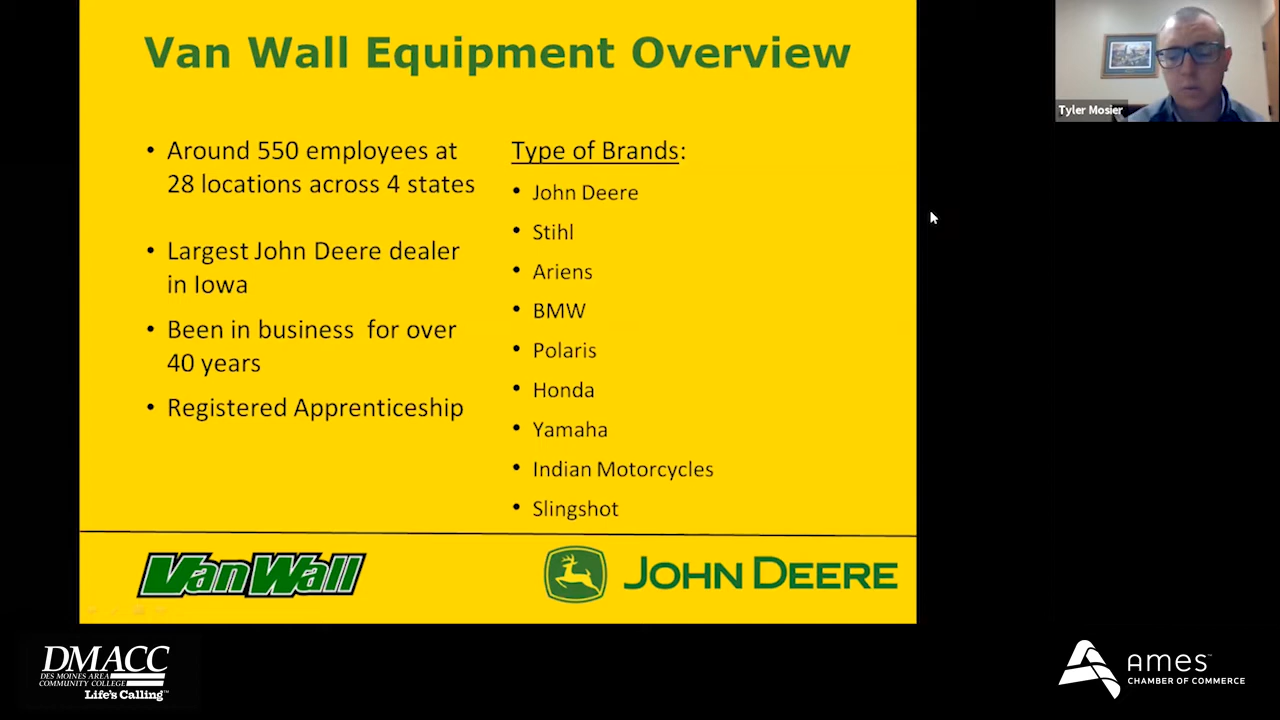 Van Wall Equipment Overview
• Around 550 employees at
28 locations across 4 states
• Largest John Deere dealer
in Iowa
• Been in business  for over
40 years
• Registered Apprenticeship
Type of Brands:
• John Deere
• Stihl
• Ariens
• BMW
• Polaris
• Honda
• Yamaha
• Indian Motorcycles
• Slingshot
VanWall
JOHN DEERE
Tyler Mosier
DMACC
DES MOINES AREA
COMMUNITY COLLEGE
Life's Calling™
AMES™
CHAMBER OF COMMERCE